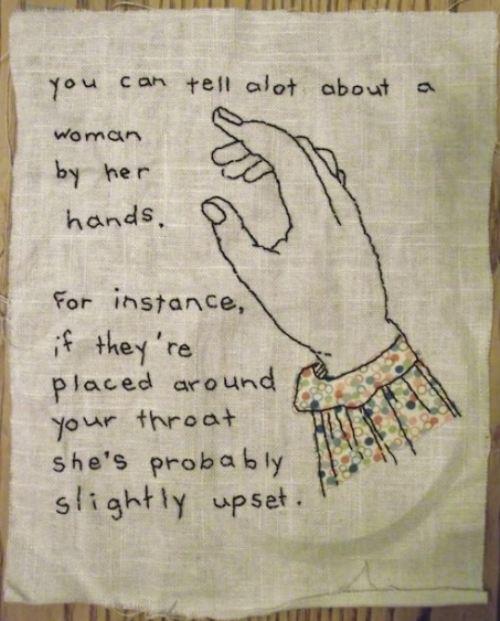 you can tell alot about a
woman
by her
hands.
For instance,
if they're
placed around
your throat
she's probably
slightly upset.